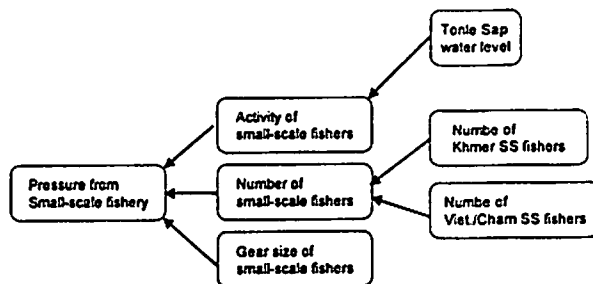 Tonle Sap
water level
Activity of
small-scale fishers
Numbe of
Khmer SS fishers
Pressure from
Small-scale fishery
Number of
small-scale fishers
Numbe of
Viet./Cham SS fishers
Gear size of
small-scale fishers